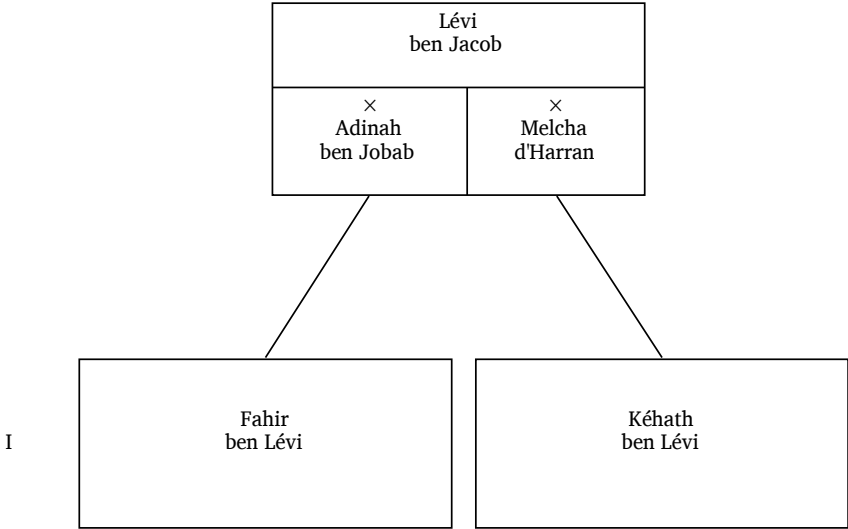 Lévi
ben Jacob
×
Adinah
ben Jobab
×
Melcha
d'Harran
I
Fahir
ben Lévi
Kéhath
ben Lévi